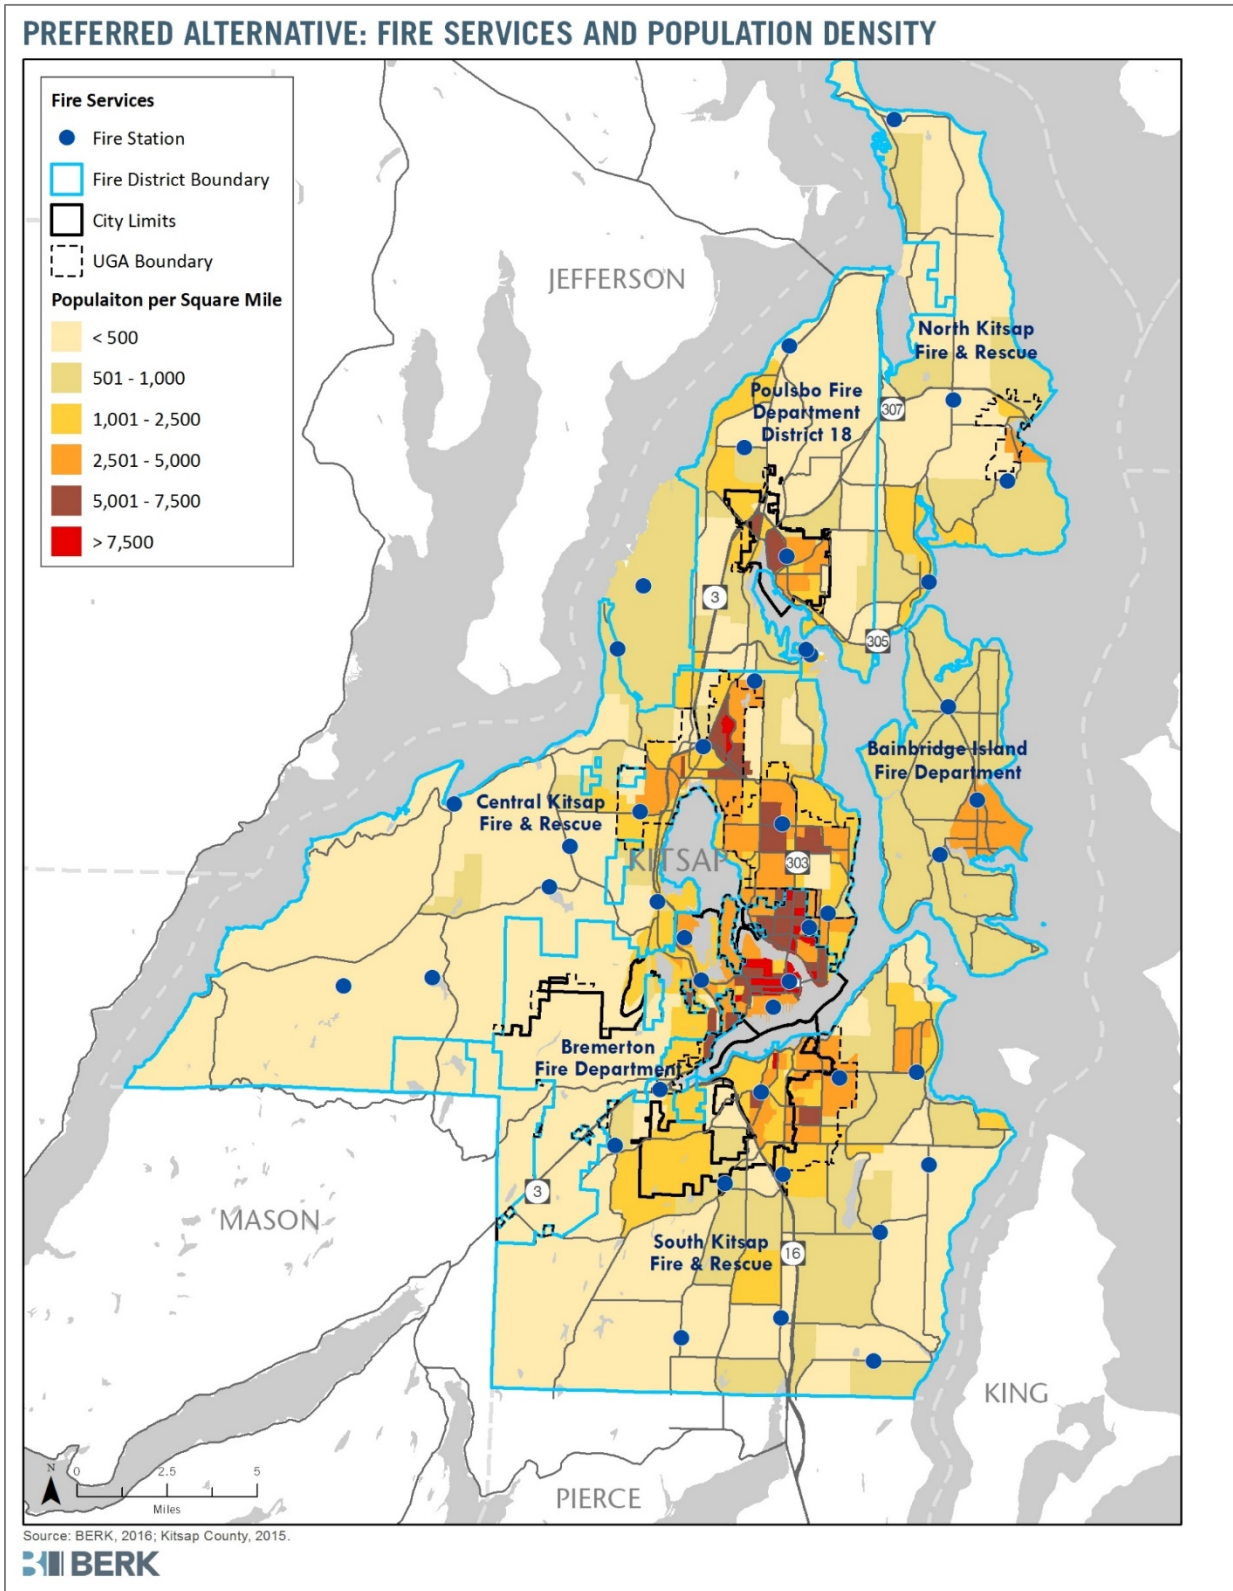 PREFERRED ALTERNATIVE: FIRE SERVICES AND POPULATION DENSITY
Fire Services
Fire Station
Fire District Boundary
City Limits
UGA Boundary
Populaiton per Square Mile
< 500
501 - 1,000
1,001 - 2,500
2,501 - 5,000
5,001 - 7,500
> 7,500
JEFFERSON
North Kitsap
Fire & Rescue
Poulsbo Fire
Department
District 18
307
3
305
Bainbridge Island
Fire Department
Central Kitsap
Fire & Rescue
KITSAP
303
Bremerton
Fire Department
3
MASON
South Kitsap
Fire & Rescue
16
KING
PIERCE
N
0 2.5 5
Miles
Source: BERK, 2016; Kitsap County, 2015.
BERK